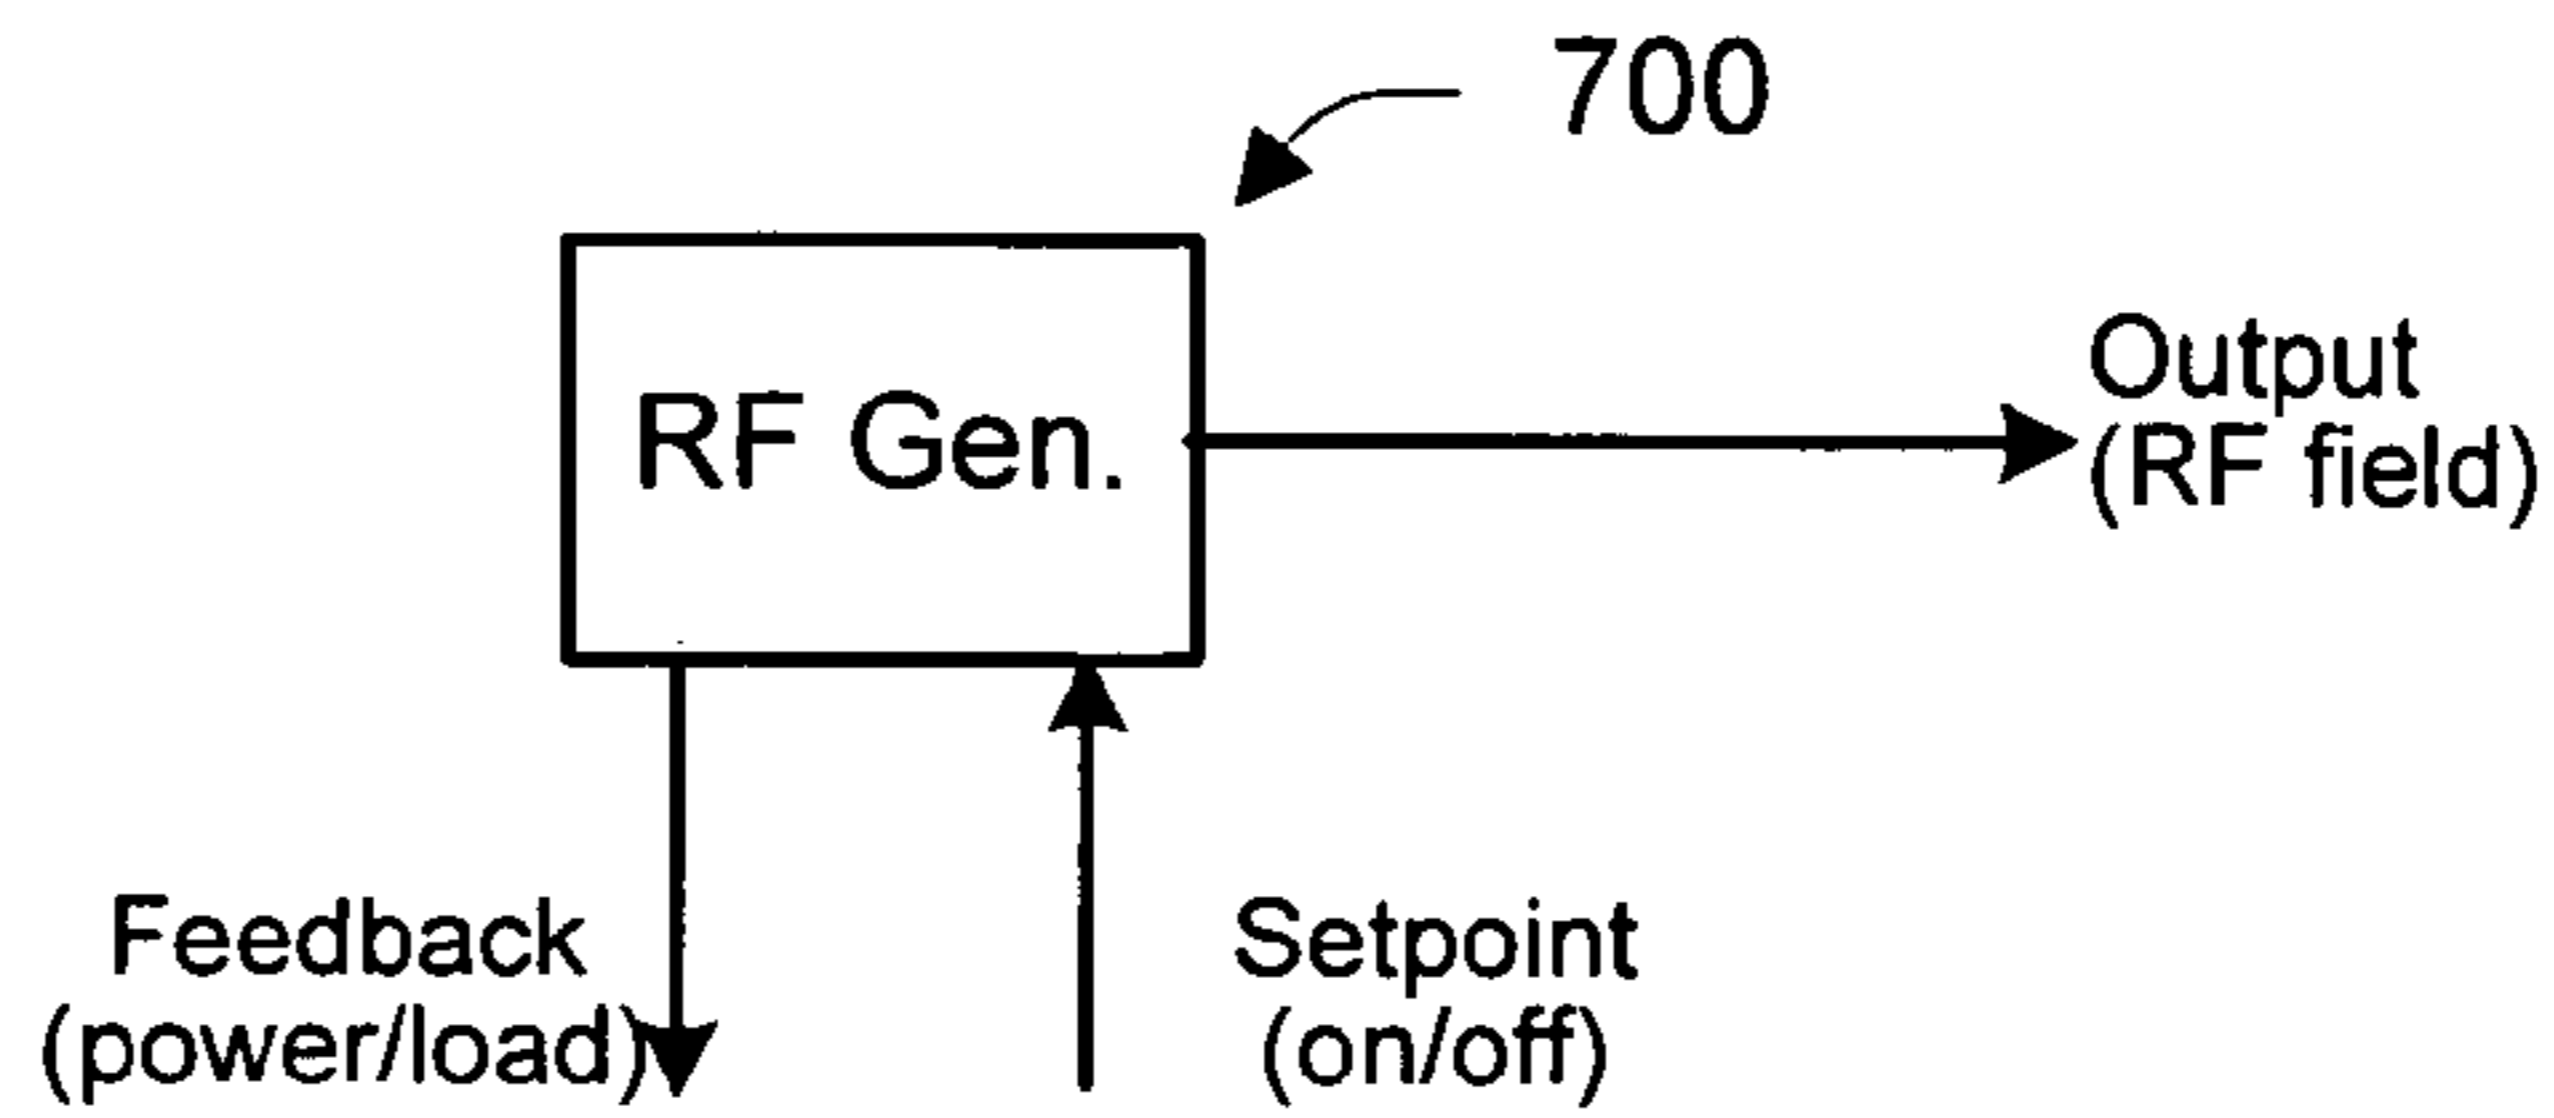 700
RF Gen.
Output
(RF field)
Feedback
(power/load)
Setpoint
(on/off)